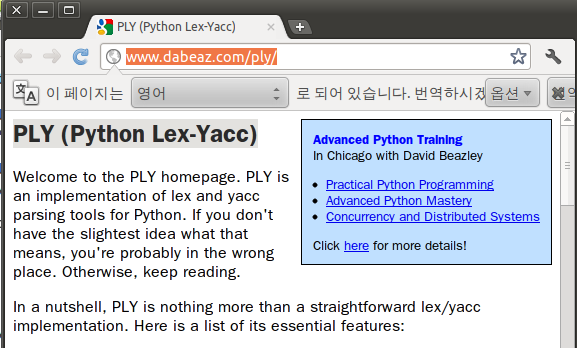 PLY (Python Lex-Yacc)
www.dabeaz.com/ply/
이 페이지는 영어 로 되어 있습니다. 번역하시겠 옵션
PLY (Python Lex-Yacc)
Welcome to the PLY homepage. PLY is
an implementation of lex and yacc
parsing tools for Python. If you don't
have the slightest idea what that
means, you're probably in the wrong
place. Otherwise, keep reading.
Advanced Python Training
In Chicago with David Beazley
Practical Python Programming
Advanced Python Mastery
Concurrency and Distributed Systems
Click here for more details!
In a nutshell, PLY is nothing more than a straightforward lex/yacc
implementation. Here is a list of its essential features: